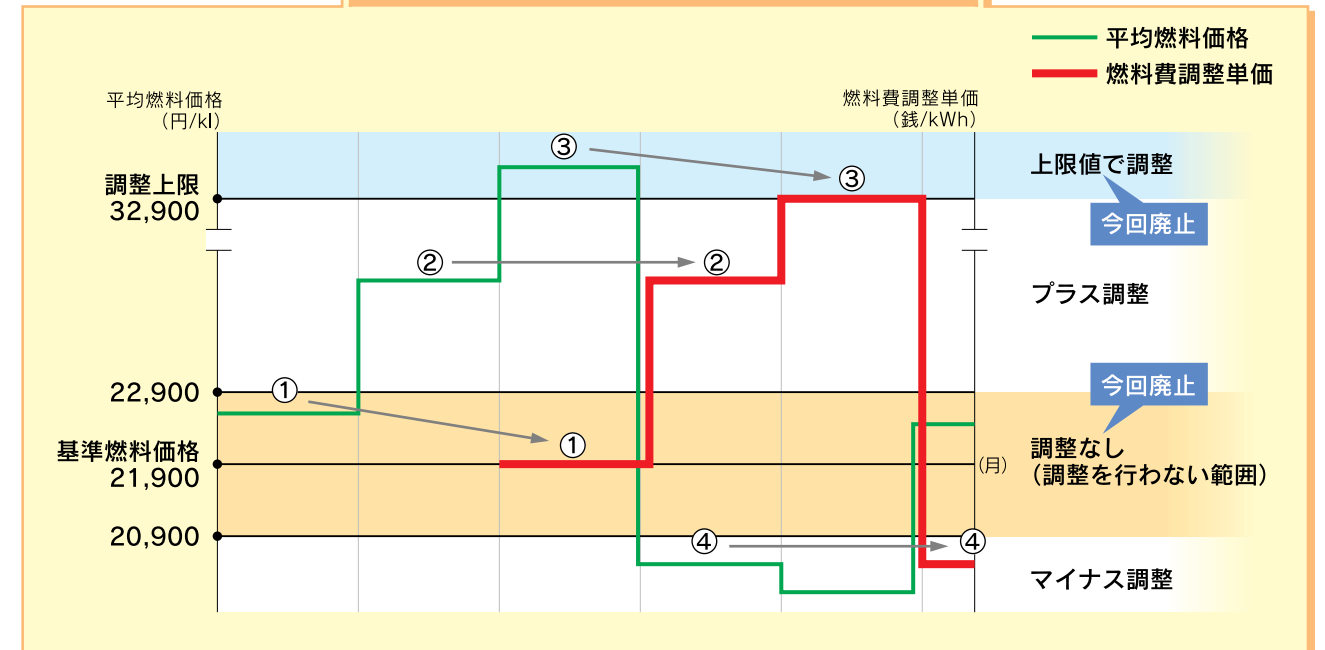 平均燃料価格
燃料費調整単価
平均燃料価格
(円/kl)
燃料費調整単価
(銭/kWh)
③
調整上限
32,900
③
上限値で調整
今回廃止
②
②
プラス調整
22,900
①
今回廃止
基準燃料価格
21,900
①
(月)
調整なし
(調整を行わない範囲)
20,900
④
④
マイナス調整